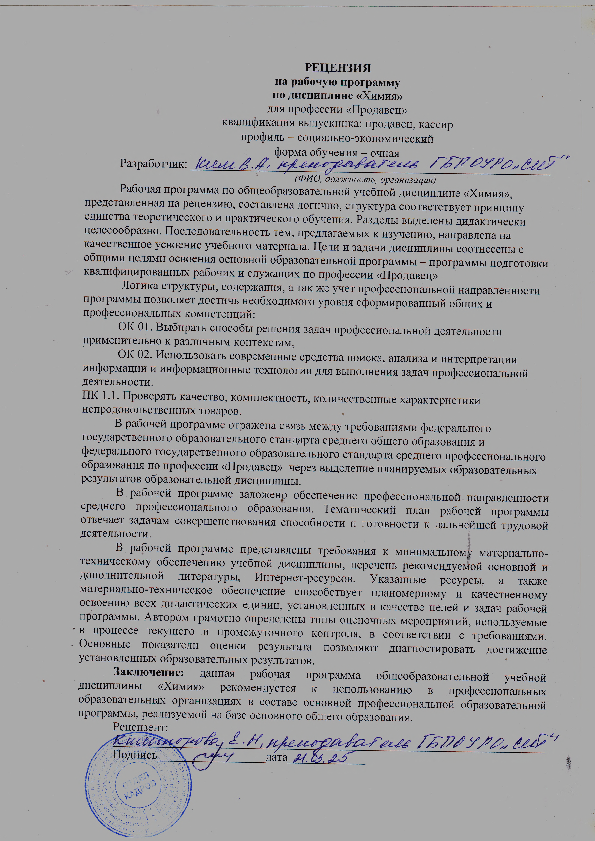 РЕЦЕНЗИЯ
на рабочую программу
по дисциплине «Химия»
для профессии «Продавец»
квалификация выпускника: продавец, кассир
профиль – социально-экономический
форма обучения – очная
Разработчик: Ким В.А, преподаватель ГБПОУРО „СИТ"
(ФИО, должность, организация)
Рабочая программа по общеобразовательной учебной дисциплине «Химия»,
представленная на рецензию, составлена логично, структура соответствует принципу
единства теоретического и практического обучения. Разделы выделены дидактически
целесообразно. Последовательность тем, предлагаемых к изучению, направлена на
качественное усвоение учебного материала. Цели и задачи дисциплины соотнесены с
общими целями освоения основной образовательной программы – программы подготовки
квалифицированных рабочих и служащих по профессии «Продавец»
Логика структуры, содержания, а так же учет профессиональной направленности
программы позволяет достичь необходимого уровня сформированный общих и
профессиональных компетенций:
ОК 01. Выбирать способы решения задач профессиональной деятельности
применительно к различным контекстам,
ОК 02. Использовать современные средства поиска, анализа и интерпретации
информации и информационные технологии для выполнения задач профессиональной
деятельности.
ПК 1.1. Проверять качество, комплектность, количественные характеристики
непродовольственных товаров.
В рабочей программе отражена связь между требованиями федерального
государственного образовательного стандарта среднего общего образования и
федерального государственного образовательного стандарта среднего профессионального
образования по профессии «Продавец» через выделение планируемых образовательных
результатов образовательной дисциплины.
В рабочей программе заложено обеспечение профессиональной направленности
среднего профессионального образования. Тематический план рабочей программы
отвечает задачам совершенствования способности и готовности к дальнейшей трудовой
деятельности.
В рабочей программе представлены требования к минимальному материально-
техническому обеспечению учебной дисциплины, перечень рекомендуемой основной и
дополнительной литературы, Интернет-ресурсов. Указанные ресурсы, а также
материально-техническое обеспечение способствует планомерному и качественному
освоению всех дидактических единиц, установленных в качестве целей и задач рабочей
программы. Автором грамотно определены типы оценочных мероприятий, используемые
в процессе текущего и промежуточного контроля, в соответствии с требованиями.
Основные показатели оценки результата позволяют диагностировать достижение
установленных образовательных результатов.
Заключение: данная рабочая программа общеобразовательной учебной
дисциплины «Химия» рекомендуется к использованию в профессиональных
образовательных организациях в составе основной профессиональной образовательной
программы, реализуемой на базе основного общего образования.
Рецензент:
Е.Н, преподаватель ГБПОУРО „СИТ"
Подпись дата 21.03.25